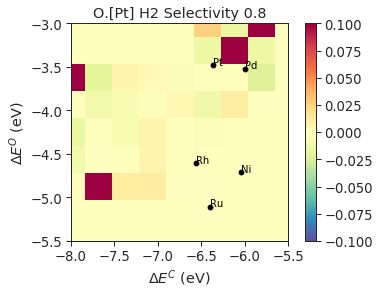 O.[Pt] H2 Selectivity 0.8
ΔE^O (eV)
−3.0
−3.5
−4.0
−4.5
−5.0
−5.5
Pt
Pd
Rh
Ni
Ru
−8.0 −7.5 −7.0 −6.5 −6.0 −5.5
ΔE^C (eV)
0.100
0.075
0.050
0.025
0.000
−0.025
−0.050
−0.075
−0.100